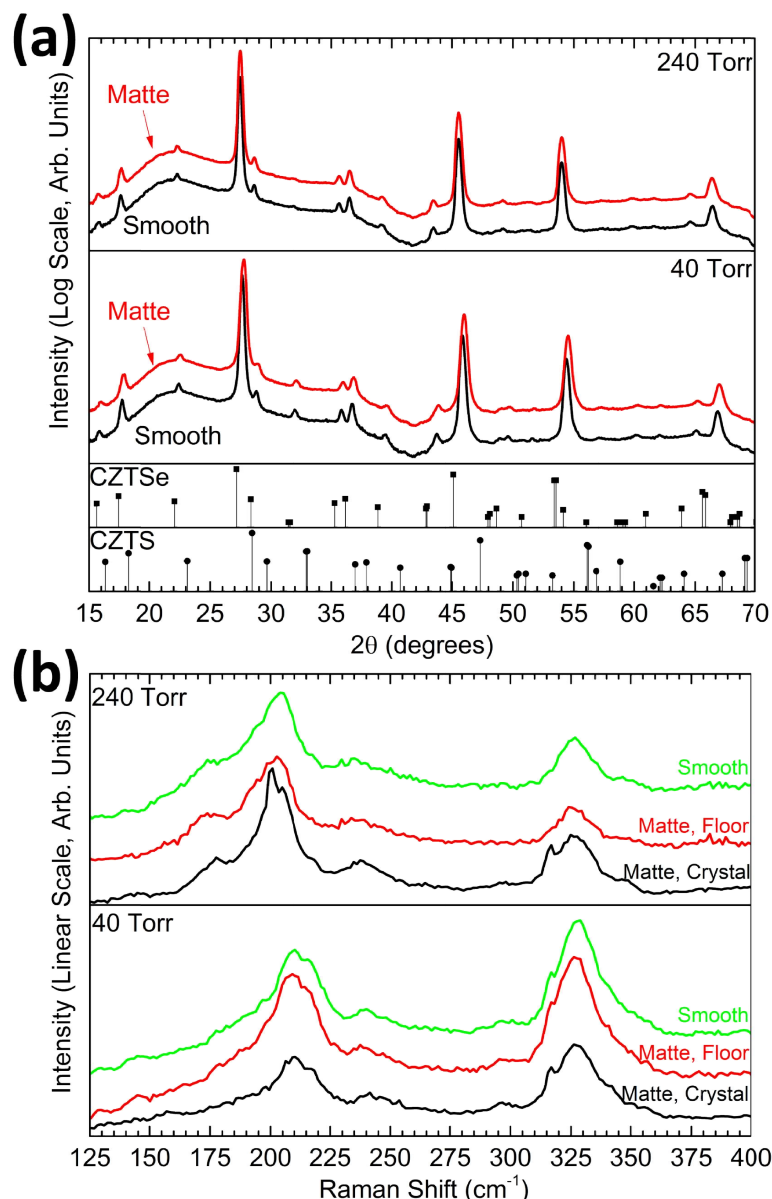 (a)
240 Torr
Matte
Smooth
40 Torr
Matte
Smooth
CZTSe
CZTS
Intensity (Log Scale, Arb. Units)
15 20 25 30 35 40 45 50 55 60 65 70
2θ (degrees)
(b)
240 Torr
Smooth
Matte, Floor
Matte, Crystal
40 Torr
Smooth
Matte, Floor
Matte, Crystal
Intensity (Linear Scale, Arb. Units)
125 150 175 200 225 250 275 300 325 350 375 400
Raman Shift (cm⁻¹)